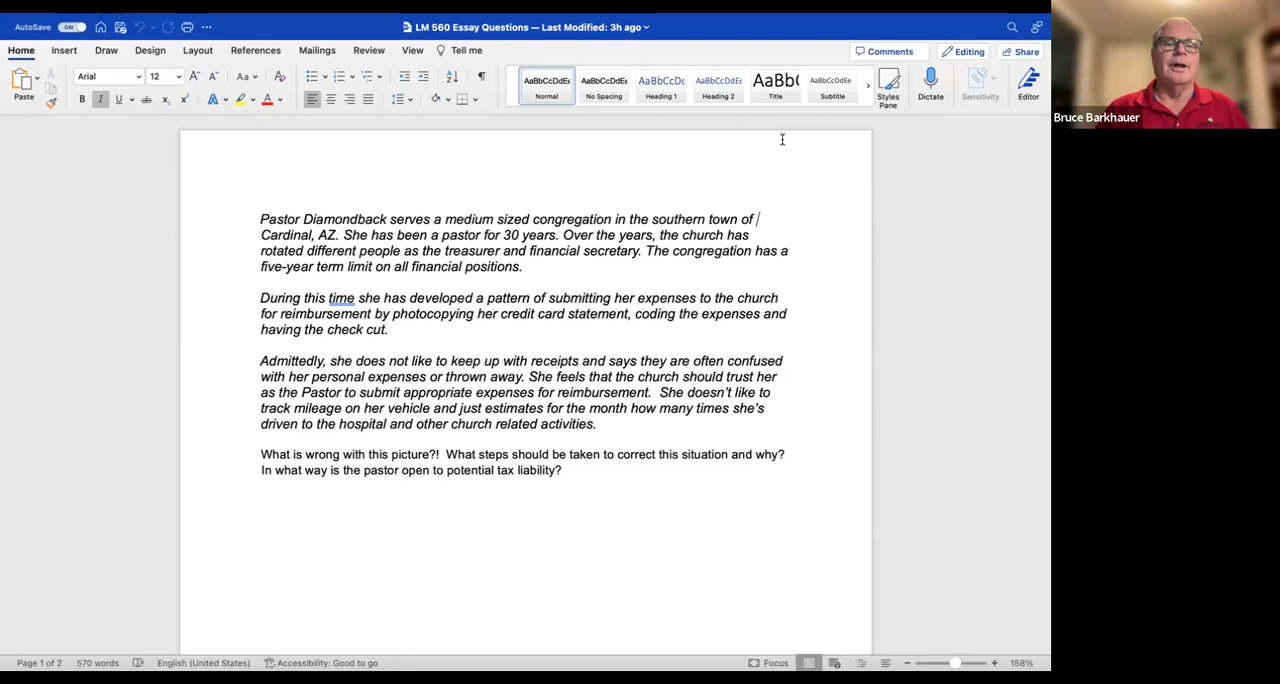 AutoSave ON LM 560 Essay Questions — Last Modified: 3h ago
Home Insert Draw Design Layout References Mailings Review View Tell me Comments Editing Share
Paste Arial 12 A A Aa A AaBbCcDdEe AaBbCcDdEe AaBbCcDc AaBbCcDdEe AaBb( AaBbCcDdEe
B I U ab x A A Normal No Spacing Heading 1 Heading 2 Title Subtitle Styles Pane Dictate Sensitivity Editor
Bruce Barkhauer
Pastor Diamondback serves a medium sized congregation in the southern town of
Cardinal, AZ. She has been a pastor for 30 years. Over the years, the church has
rotated different people as the treasurer and financial secretary. The congregation has a
five-year term limit on all financial positions.
During this time she has developed a pattern of submitting her expenses to the church
for reimbursement by photocopying her credit card statement, coding the expenses and
having the check cut.
Admittedly, she does not like to keep up with receipts and says they are often confused
with her personal expenses or thrown away. She feels that the church should trust her
as the Pastor to submit appropriate expenses for reimbursement. She doesn't like to
track mileage on her vehicle and just estimates for the month how many times she's
driven to the hospital and other church related activities.
What is wrong with this picture?! What steps should be taken to correct this situation and why?
In what way is the pastor open to potential tax liability?
Page 1 of 2 570 words English (United States) Accessibility: Good to go Focus 158%